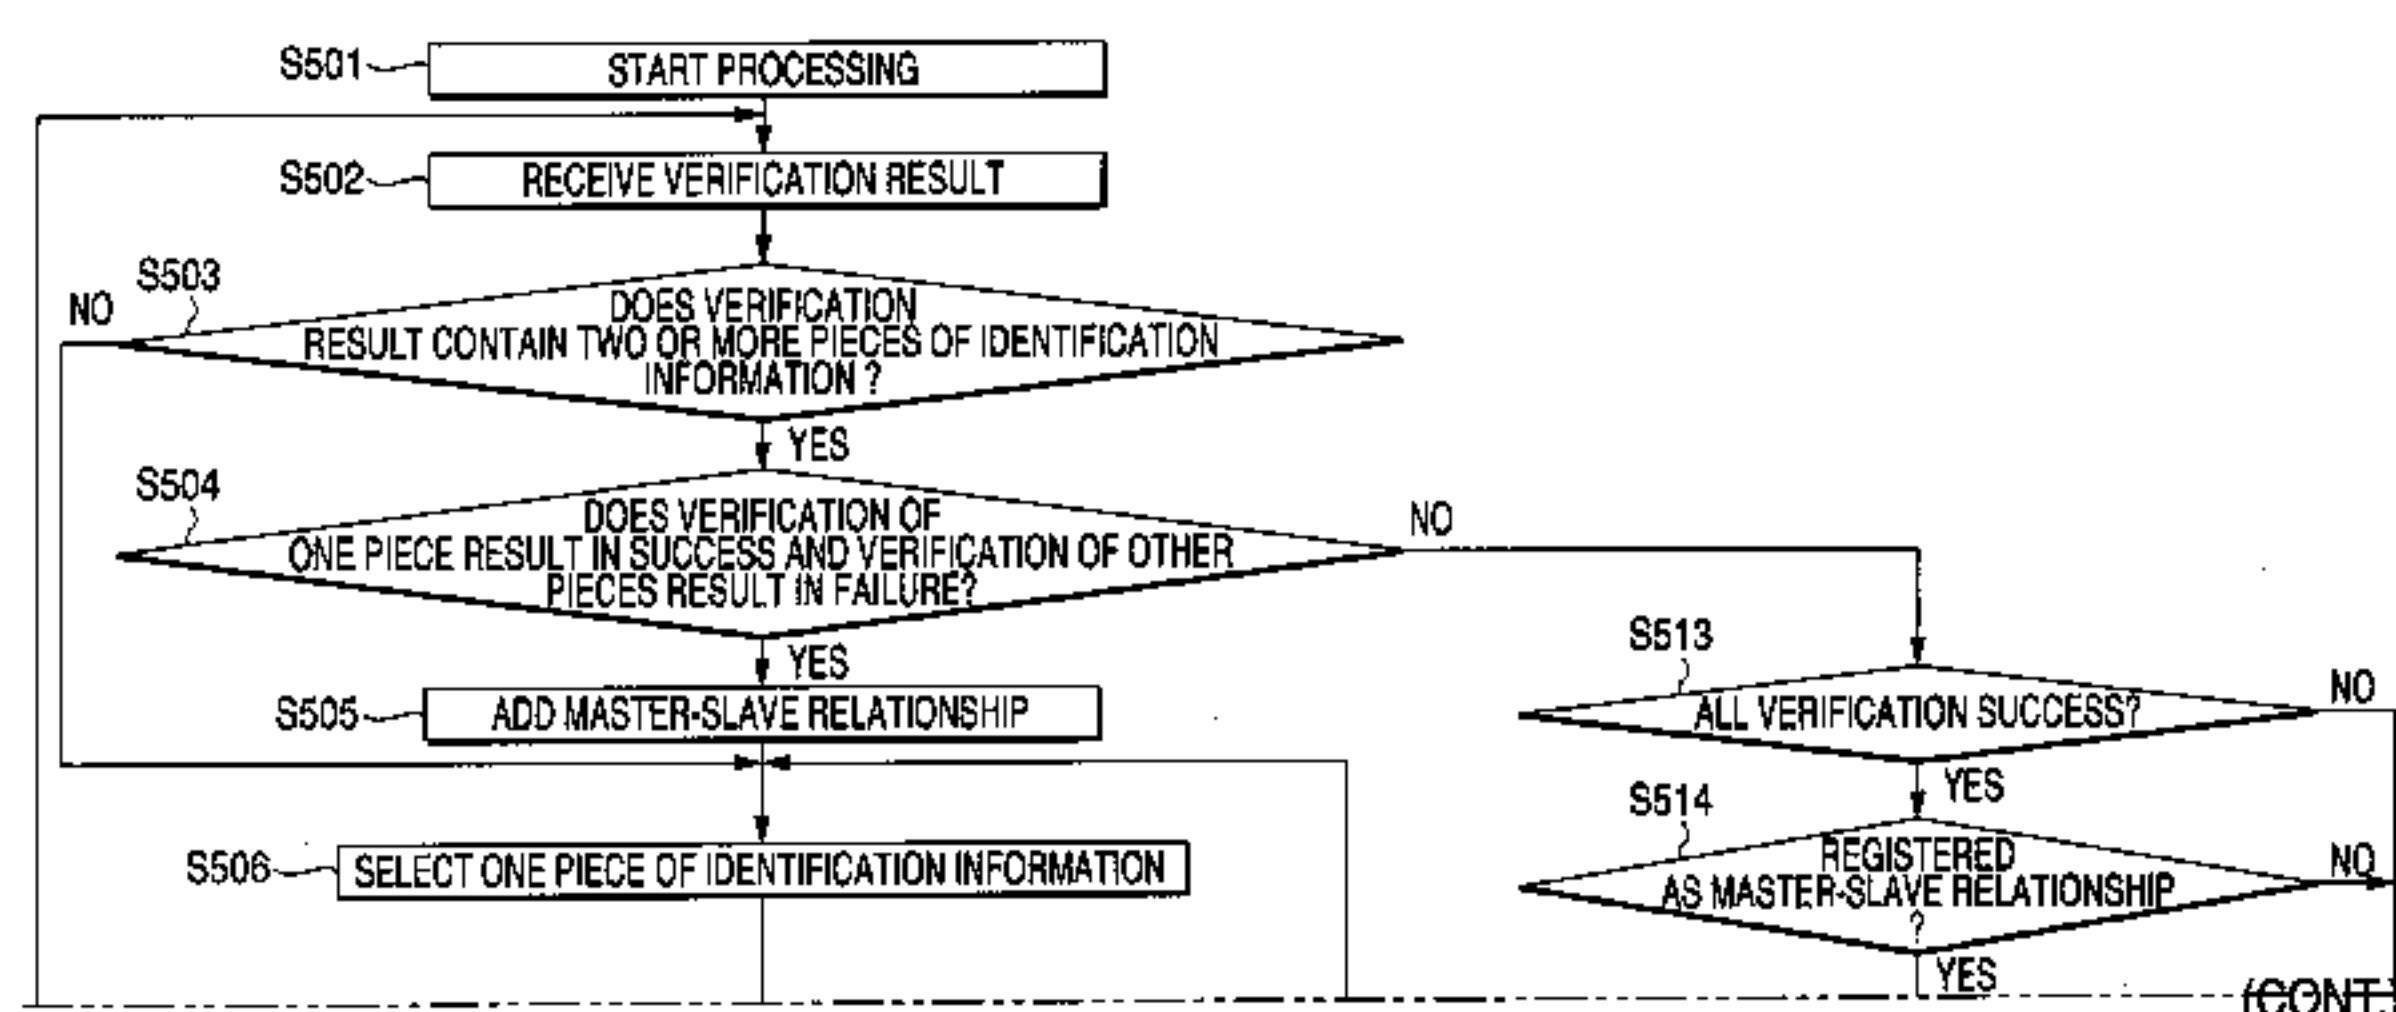 S501
START PROCESSING
S502
RECEIVE VERIFICATION RESULT
S503
NO
DOES VERIFICATION
RESULT CONTAIN TWO OR MORE PIECES OF IDENTIFICATION
INFORMATION ?
YES
S504
DOES VERIFICATION OF
ONE PIECE RESULT IN SUCCESS AND VERIFICATION OF OTHER
PIECES RESULT IN FAILURE?
NO
YES
S505
ADD MASTER-SLAVE RELATIONSHIP
S506
SELECT ONE PIECE OF IDENTIFICATION INFORMATION
S513
ALL VERIFICATION SUCCESS?
NO
YES
S514
REGISTERED
AS MASTER-SLAVE RELATIONSHIP
?
NO
YES
(CONT.)